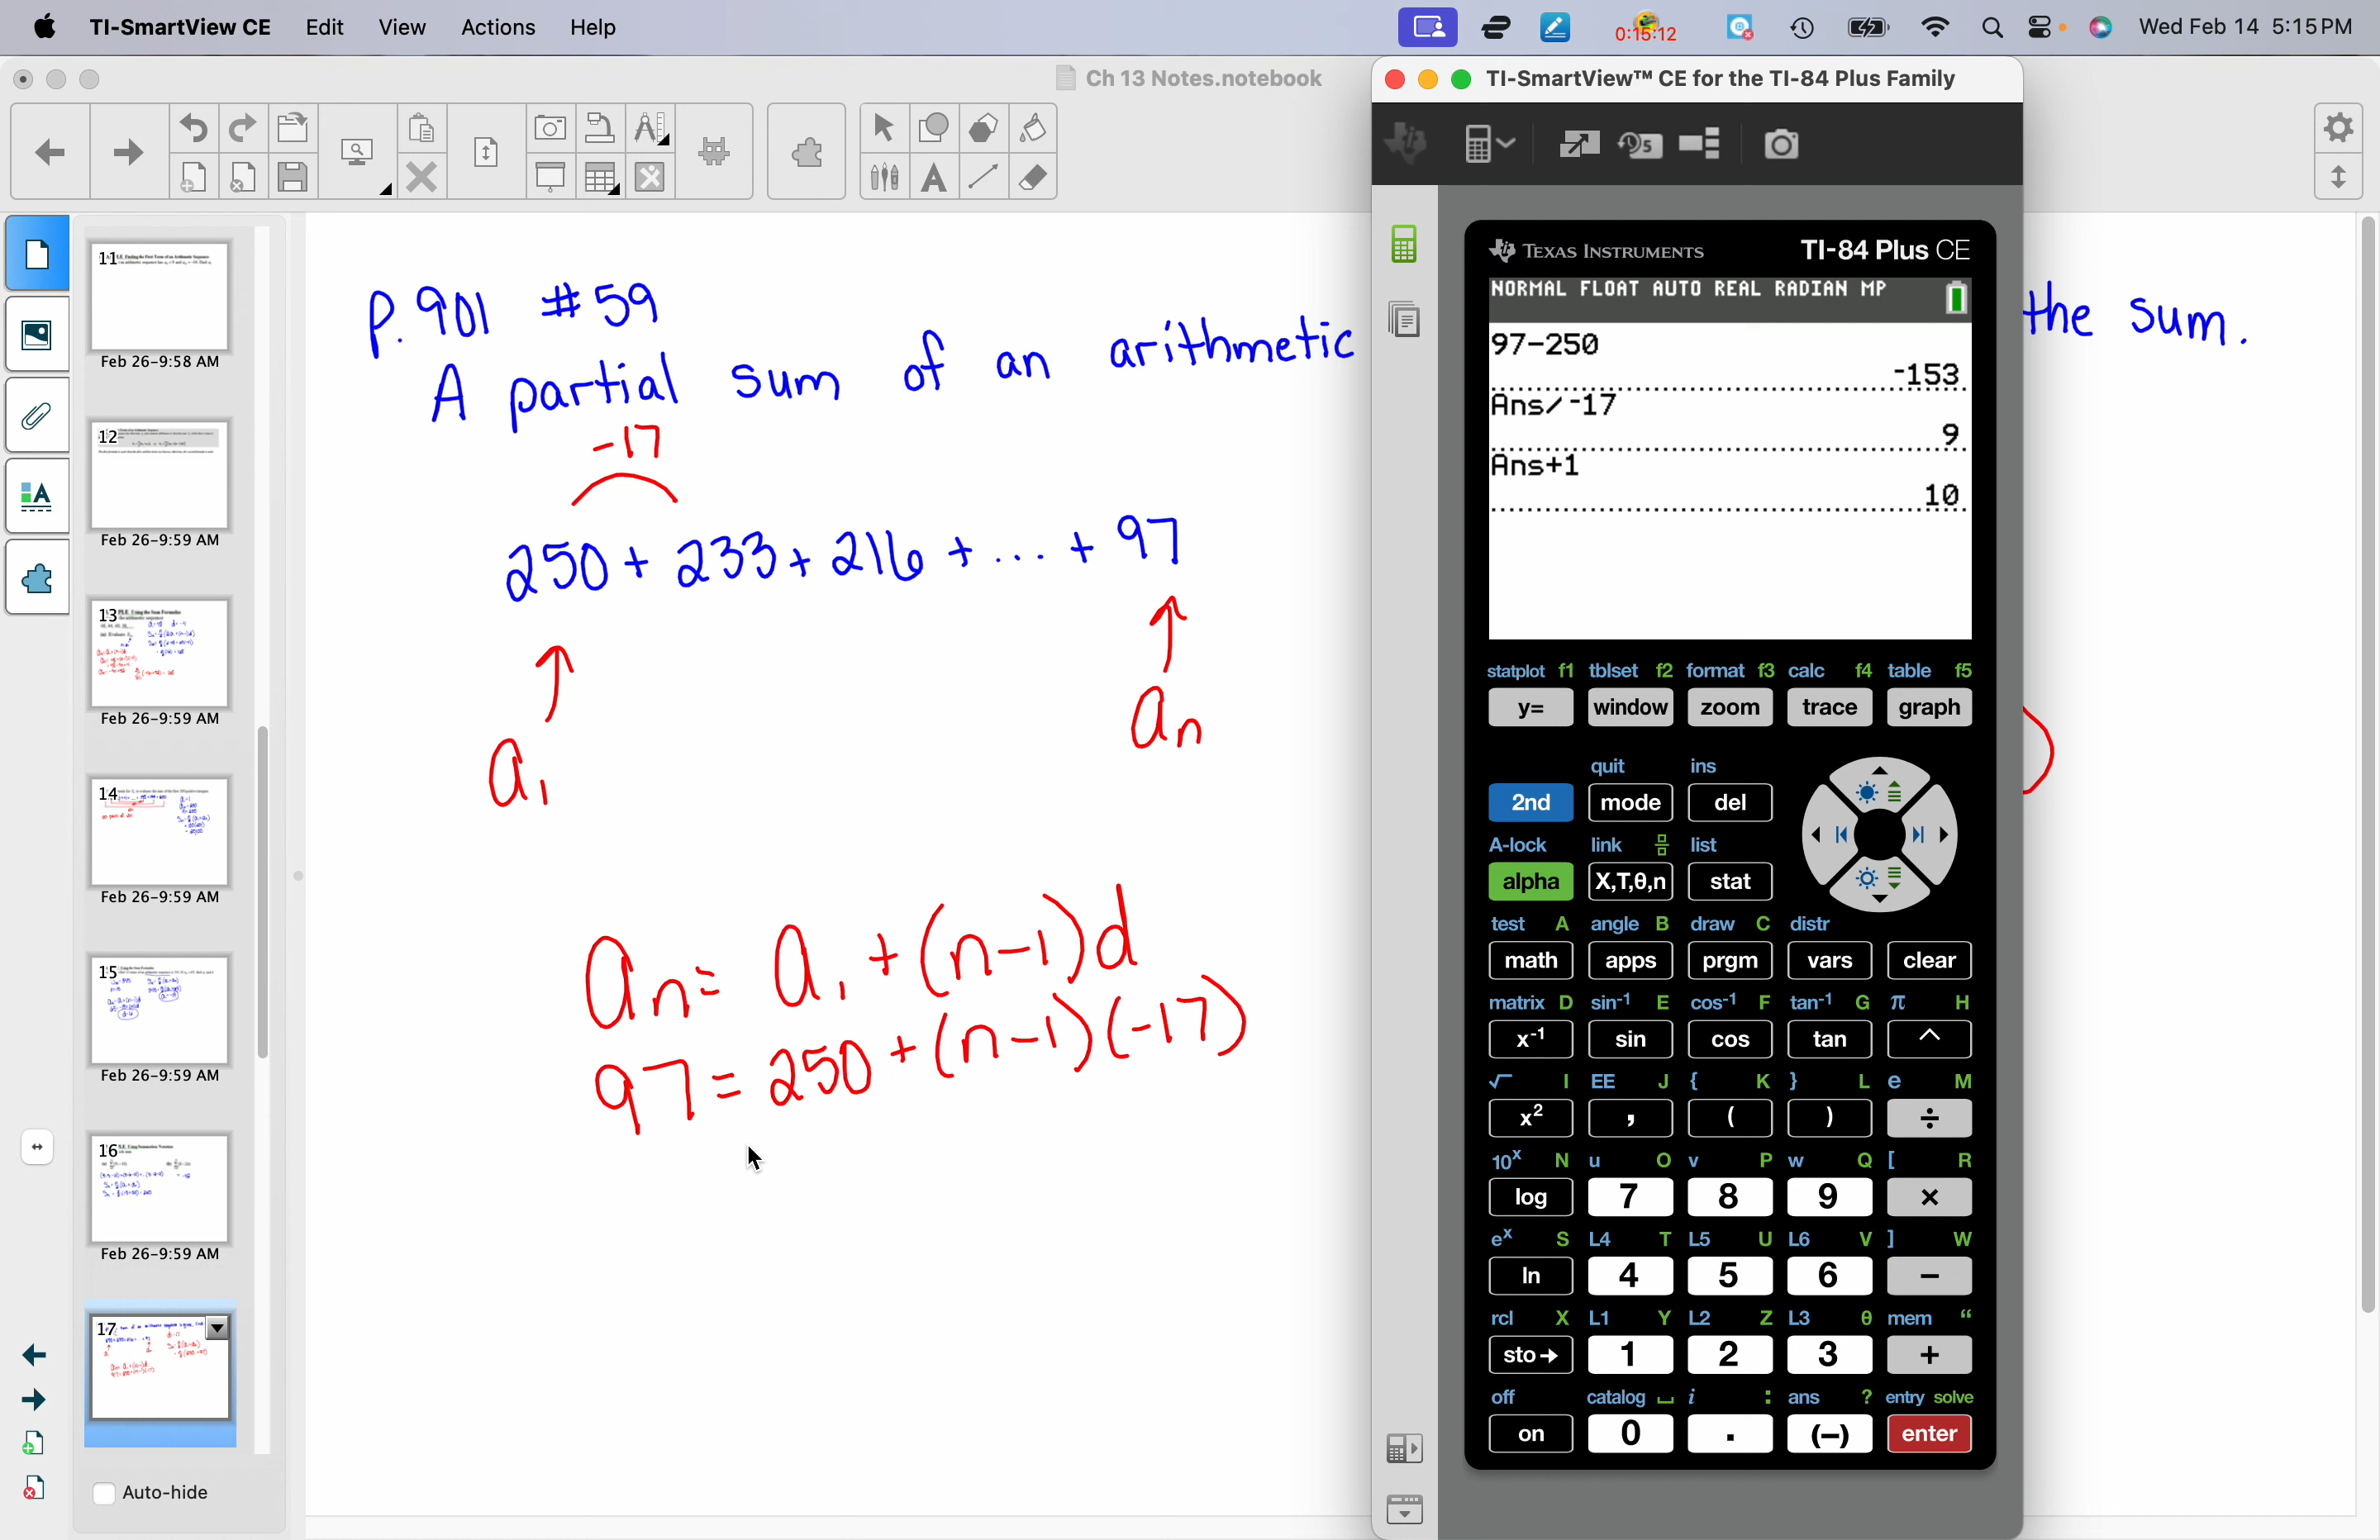 TI-SmartView CE Edit View Actions Help 0:15:12 Wed Feb 14 5:15 PM
Ch 13 Notes.notebook
TI-SmartView™ CE for the TI-84 Plus Family
11
Feb 26-9:58 AM
12
Feb 26-9:59 AM
13
Feb 26-9:59 AM
14
Feb 26-9:59 AM
15
Feb 26-9:59 AM
16
Feb 26-9:59 AM
17
Auto-hide
P. 901 #59
A partial sum of an arithmetic
the sum.
-17
250 + 233 + 216 + ... + 97
a₁
aₙ
aₙ = a₁ + (n-1)d
97 = 250 + (n-1)(-17)
TEXAS INSTRUMENTS TI-84 Plus CE
NORMAL FLOAT AUTO REAL RADIAN MP
97-250
-153
Ans/-17
9
Ans+1
10
statplot f1 tblset f2 format f3 calc f4 table f5
y= window zoom trace graph
quit ins
2nd mode del
A-lock link list
alpha X,T,θ,n stat
test A angle B draw C distr
math apps prgm vars clear
matrix D sin⁻¹ E cos⁻¹ F tan⁻¹ G π H
x⁻¹ sin cos tan ^
√ I EE J { K } L e M
x² , ( ) ÷
10ˣ N u O v P w Q [ R
log 7 8 9 ×
eˣ S L4 T L5 U L6 V ] W
ln 4 5 6 −
rcl X L1 Y L2 Z L3 θ mem "
sto→ 1 2 3 +
off catalog ⎵ i : ans ? entry solve
on 0 . (−) enter